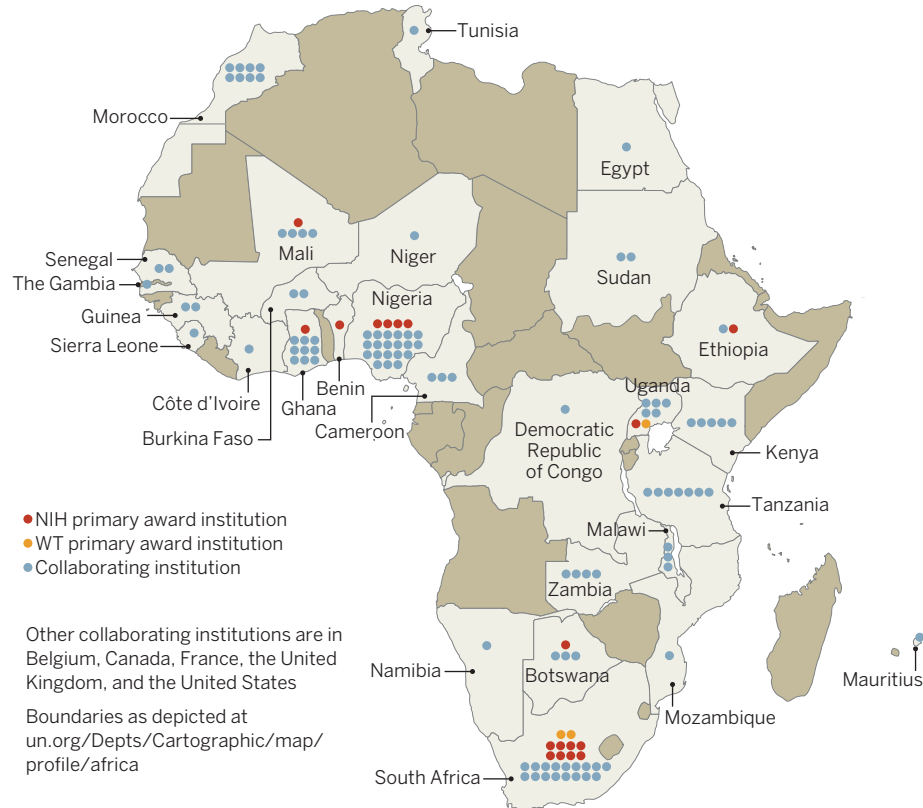 Tunisia
Morocco
Egypt
Mali
Niger
Sudan
Senegal
The Gambia
Guinea
Sierra Leone
Nigeria
Ethiopia
Côte d'Ivoire
Ghana
Benin
Burkina Faso
Cameroon
Uganda
Democratic
Republic
of Congo
Kenya
Tanzania
Malawi
Zambia
NIH primary award institution
WT primary award institution
Collaborating institution
Other collaborating institutions are in
Belgium, Canada, France, the United
Kingdom, and the United States
Boundaries as depicted at
un.org/Depts/Cartographic/map/
profile/africa
Namibia
Botswana
Mozambique
Mauritius
South Africa